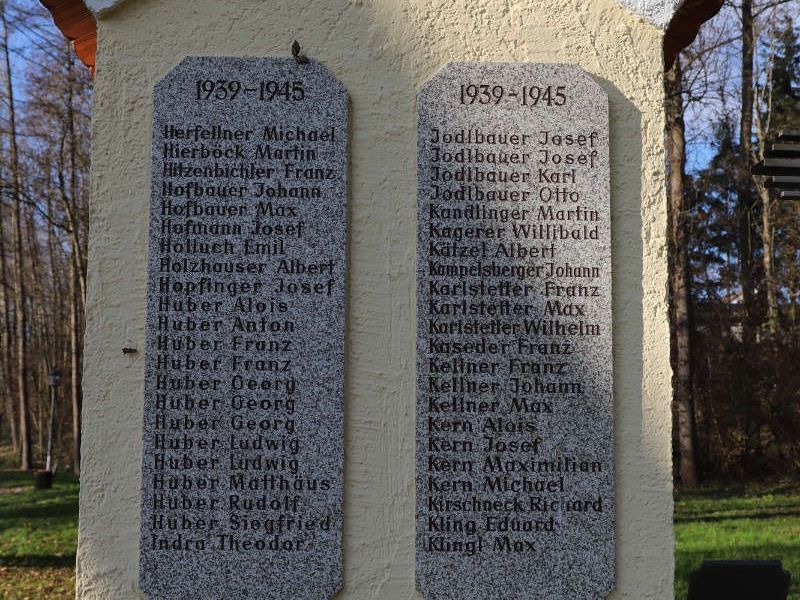 1939-1945
Herfellner Michael
Hierböck Martin
Hitzenbichler Franz
Hofbauer Johann
Hofbauer Max
Hofmann Josef
Holluch Emil
Holzhauser Albert
Hopfinger Josef
Huber Alois
Huber Anton
Huber Franz
Huber Franz
Huber Georg
Huber Georg
Huber Georg
Huber Ludwig
Huber Ludwig
Huber Matthäus
Huber Rudolf
Huber Siegfried
Indra Theodor
1939-1945
Jodlbauer Josef
Jodlbauer Josef
Jodlbauer Karl
Jodlbauer Otto
Kandlinger Martin
Kagerer Willibald
Kätzel Albert
Kampelsberger Johann
Karlstetter Franz
Karlstetter Max
Karlstetter Wilhelm
Kaseder Franz
Kellner Franz
Kellner Johann
Kellner Max
Kern Alois
Kern Josef
Kern Maximilian
Kern Michael
Kirschneck Richard
Kling Eduard
Klingl Max